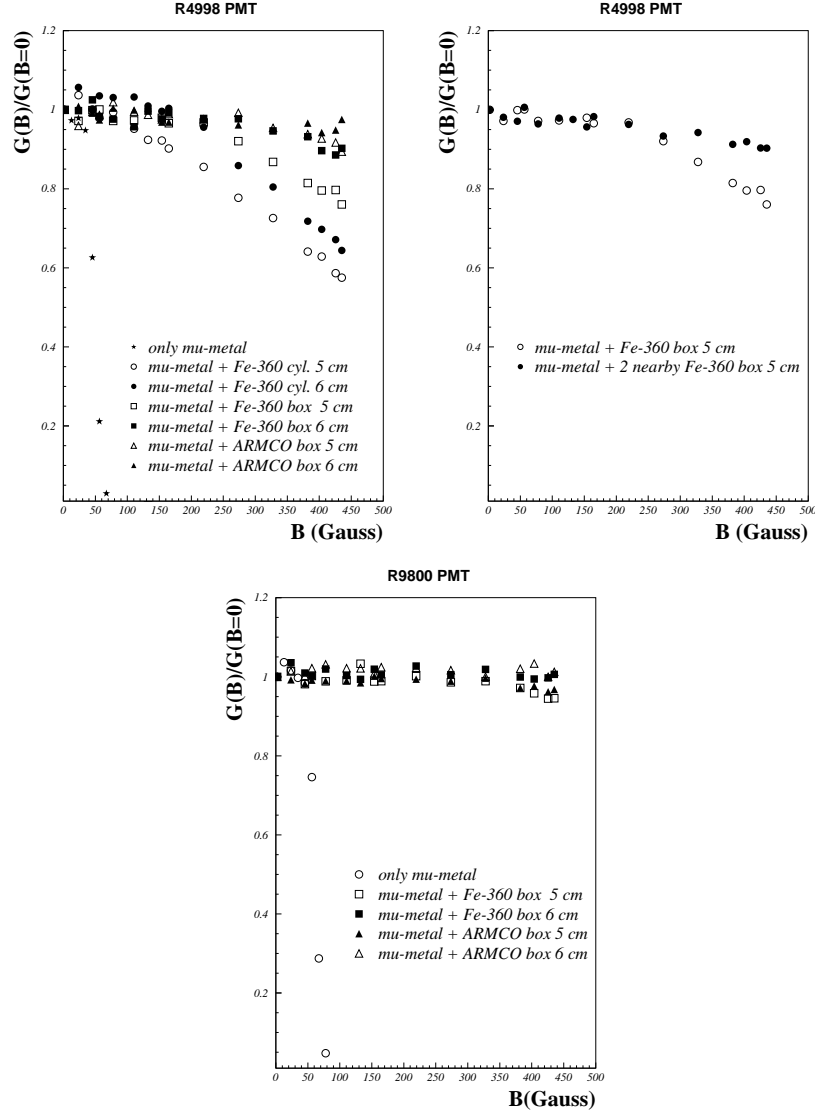 R4998 PMT
G(B)/G(B=0)
1.2
1
0.8
0.6
0.4
0.2
0 50 100 150 200 250 300 350 400 450 500
B (Gauss)
only mu-metal
mu-metal + Fe-360 cyl. 5 cm
mu-metal + Fe-360 cyl. 6 cm
mu-metal + Fe-360 box 5 cm
mu-metal + Fe-360 box 6 cm
mu-metal + ARMCO box 5 cm
mu-metal + ARMCO box 6 cm
R4998 PMT
G(B)/G(B=0)
1.2
1
0.8
0.6
0.4
0.2
0 50 100 150 200 250 300 350 400 450 500
B (Gauss)
mu-metal + Fe-360 box 5 cm
mu-metal + 2 nearby Fe-360 box 5 cm
R9800 PMT
G(B)/G(B=0)
1.2
1
0.8
0.6
0.4
0.2
0 50 100 150 200 250 300 350 400 450 500
B(Gauss)
only mu-metal
mu-metal + Fe-360 box 5 cm
mu-metal + Fe-360 box 6 cm
mu-metal + ARMCO box 5 cm
mu-metal + ARMCO box 6 cm